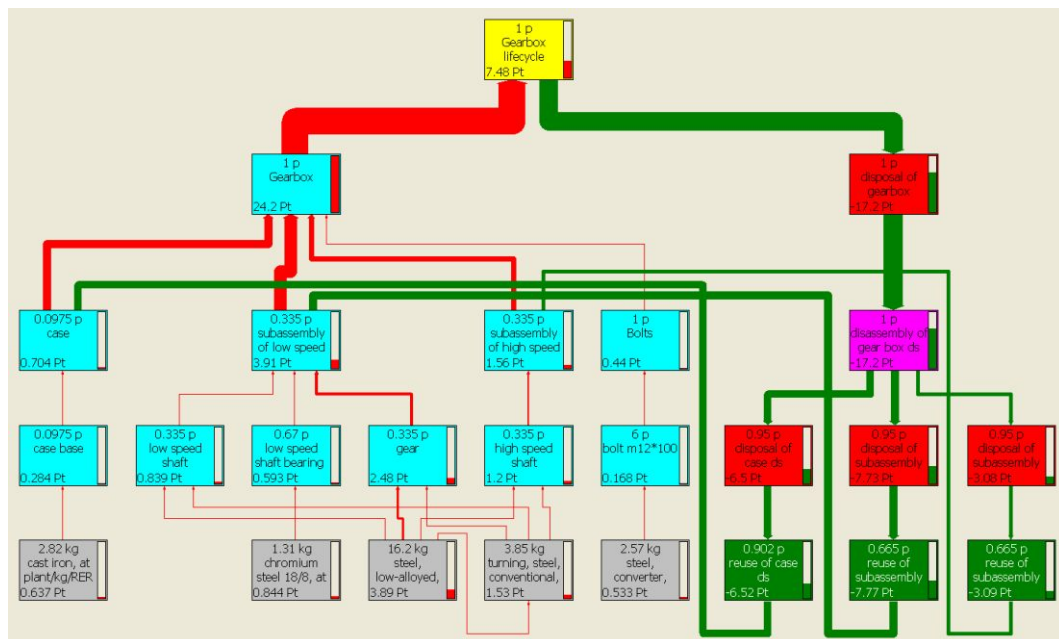 1 p
Gearbox
lifecycle
7.48 Pt
1 p
Gearbox
24.2 Pt
1 p
disposal of
gearbox
-17.2 Pt
0.0975 p
case
0.704 Pt
0.335 p
subassembly
of low speed
3.91 Pt
0.335 p
subassembly
of high speed
1.56 Pt
1 p
Bolts
0.44 Pt
1 p
disassembly of
gear box ds
-17.2 Pt
0.0975 p
case base
0.284 Pt
0.335 p
low speed
shaft
0.839 Pt
0.67 p
low speed
shaft bearing
0.593 Pt
0.335 p
gear
2.48 Pt
0.335 p
high speed
shaft
1.2 Pt
6 p
bolt m12*100
0.168 Pt
0.95 p
disposal of
case ds
-6.5 Pt
0.95 p
disposal of
subassembly
-7.73 Pt
0.95 p
disposal of
subassembly
-3.08 Pt
2.82 kg
cast iron, at
plant/kg/RER
0.637 Pt
1.31 kg
chromium
steel 18/8, at
0.844 Pt
16.2 kg
steel,
low-alloyed,
3.89 Pt
3.85 kg
turning, steel,
conventional,
1.53 Pt
2.57 kg
steel,
converter,
0.533 Pt
0.902 p
reuse of case
ds
-6.52 Pt
0.665 p
reuse of
subassembly
-7.77 Pt
0.665 p
reuse of
subassembly
-3.09 Pt